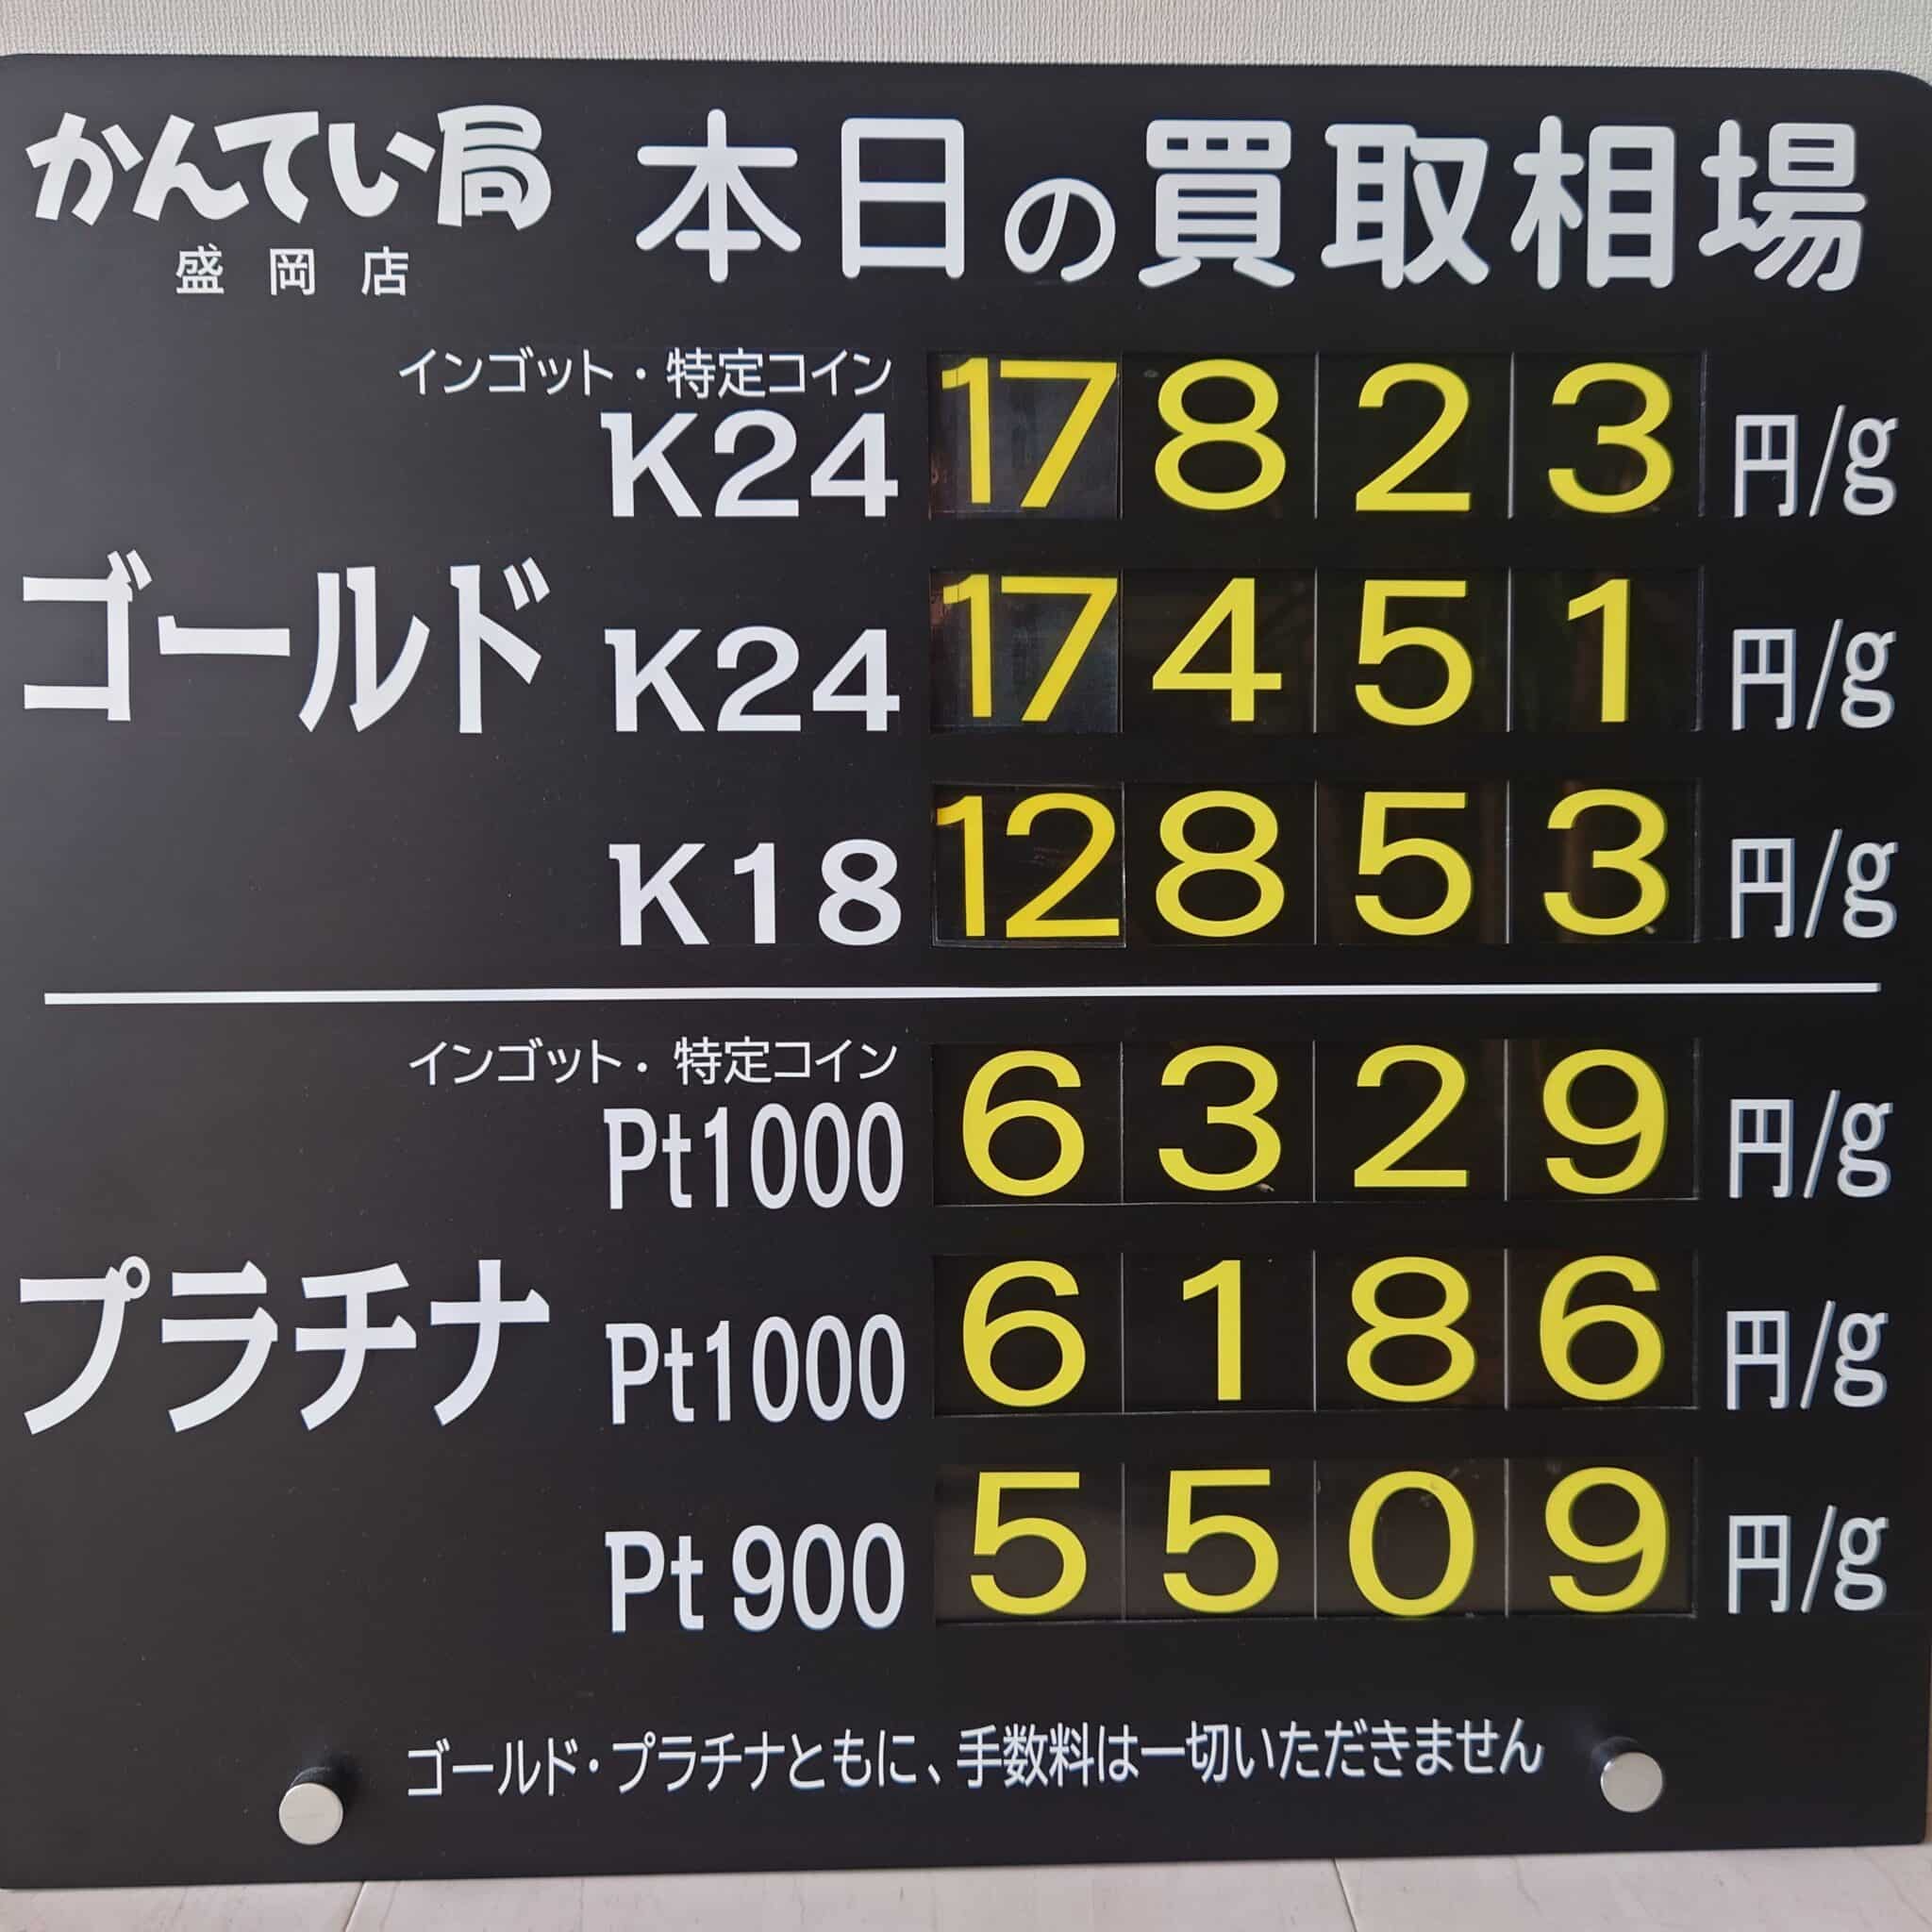 かんてい局 本日の買取相場
盛岡店
インゴット・特定コイン
K24 17823 円/g
ゴールド K24 17451 円/g
K18 12853 円/g
インゴット・特定コイン
Pt1000 6329 円/g
プラチナ Pt1000 6186 円/g
Pt900 5509 円/g
ゴールド・プラチナともに、手数料は一切いただきません